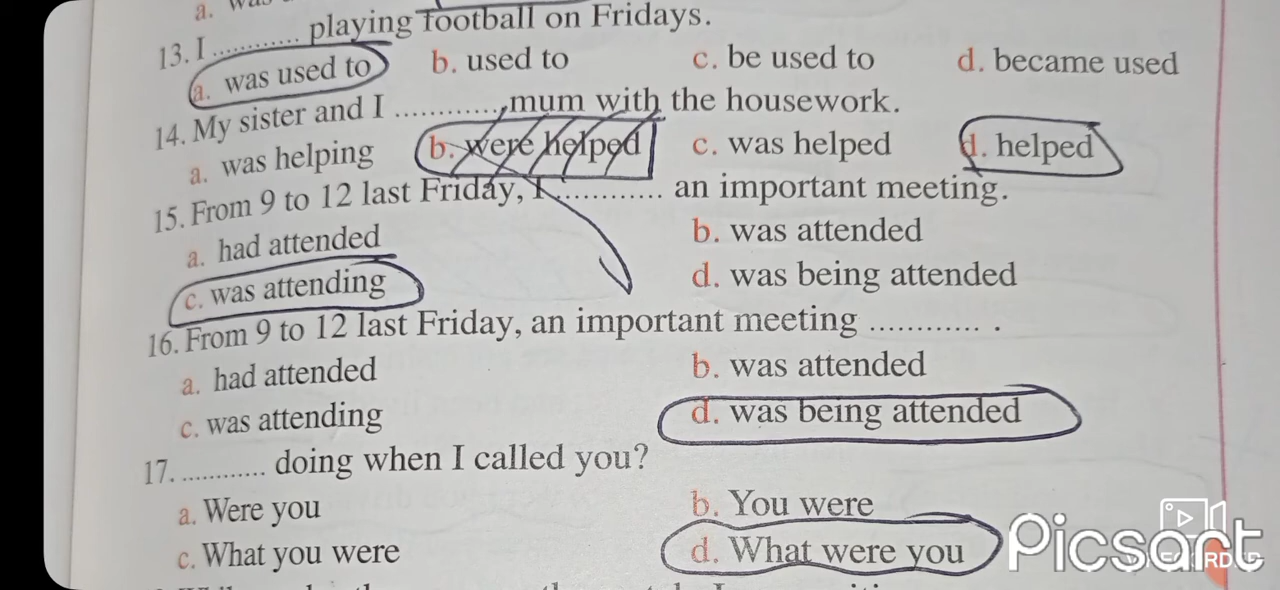 a. was
13. I ............ playing football on Fridays.
a. was used to b. used to c. be used to d. became used
14. My sister and I ............ mum with the housework.
a. was helping b. were helped c. was helped d. helped
15. From 9 to 12 last Friday, I ............ an important meeting.
a. had attended b. was attended
c. was attending d. was being attended
16. From 9 to 12 last Friday, an important meeting ............ .
a. had attended b. was attended
c. was attending d. was being attended
17. ............ doing when I called you?
a. Were you b. You were
c. What you were d. What were you
Picsart